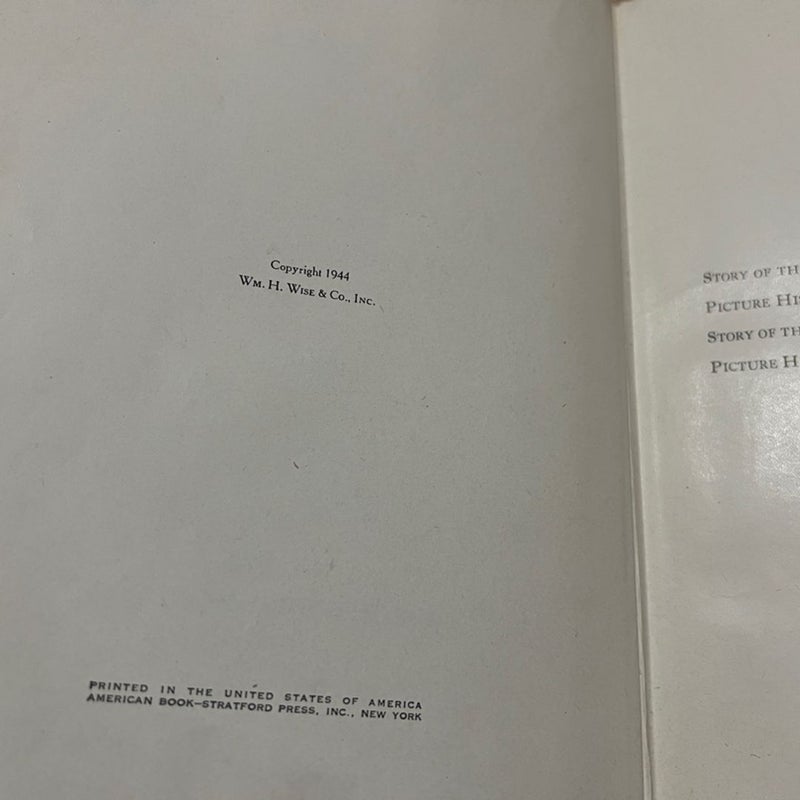 Copyright 1944
Wm. H. Wise & Co., Inc.
PRINTED IN THE UNITED STATES OF AMERICA
AMERICAN BOOK—STRATFORD PRESS, INC., NEW YORK
Story of th
Picture His
Story of th
Picture H